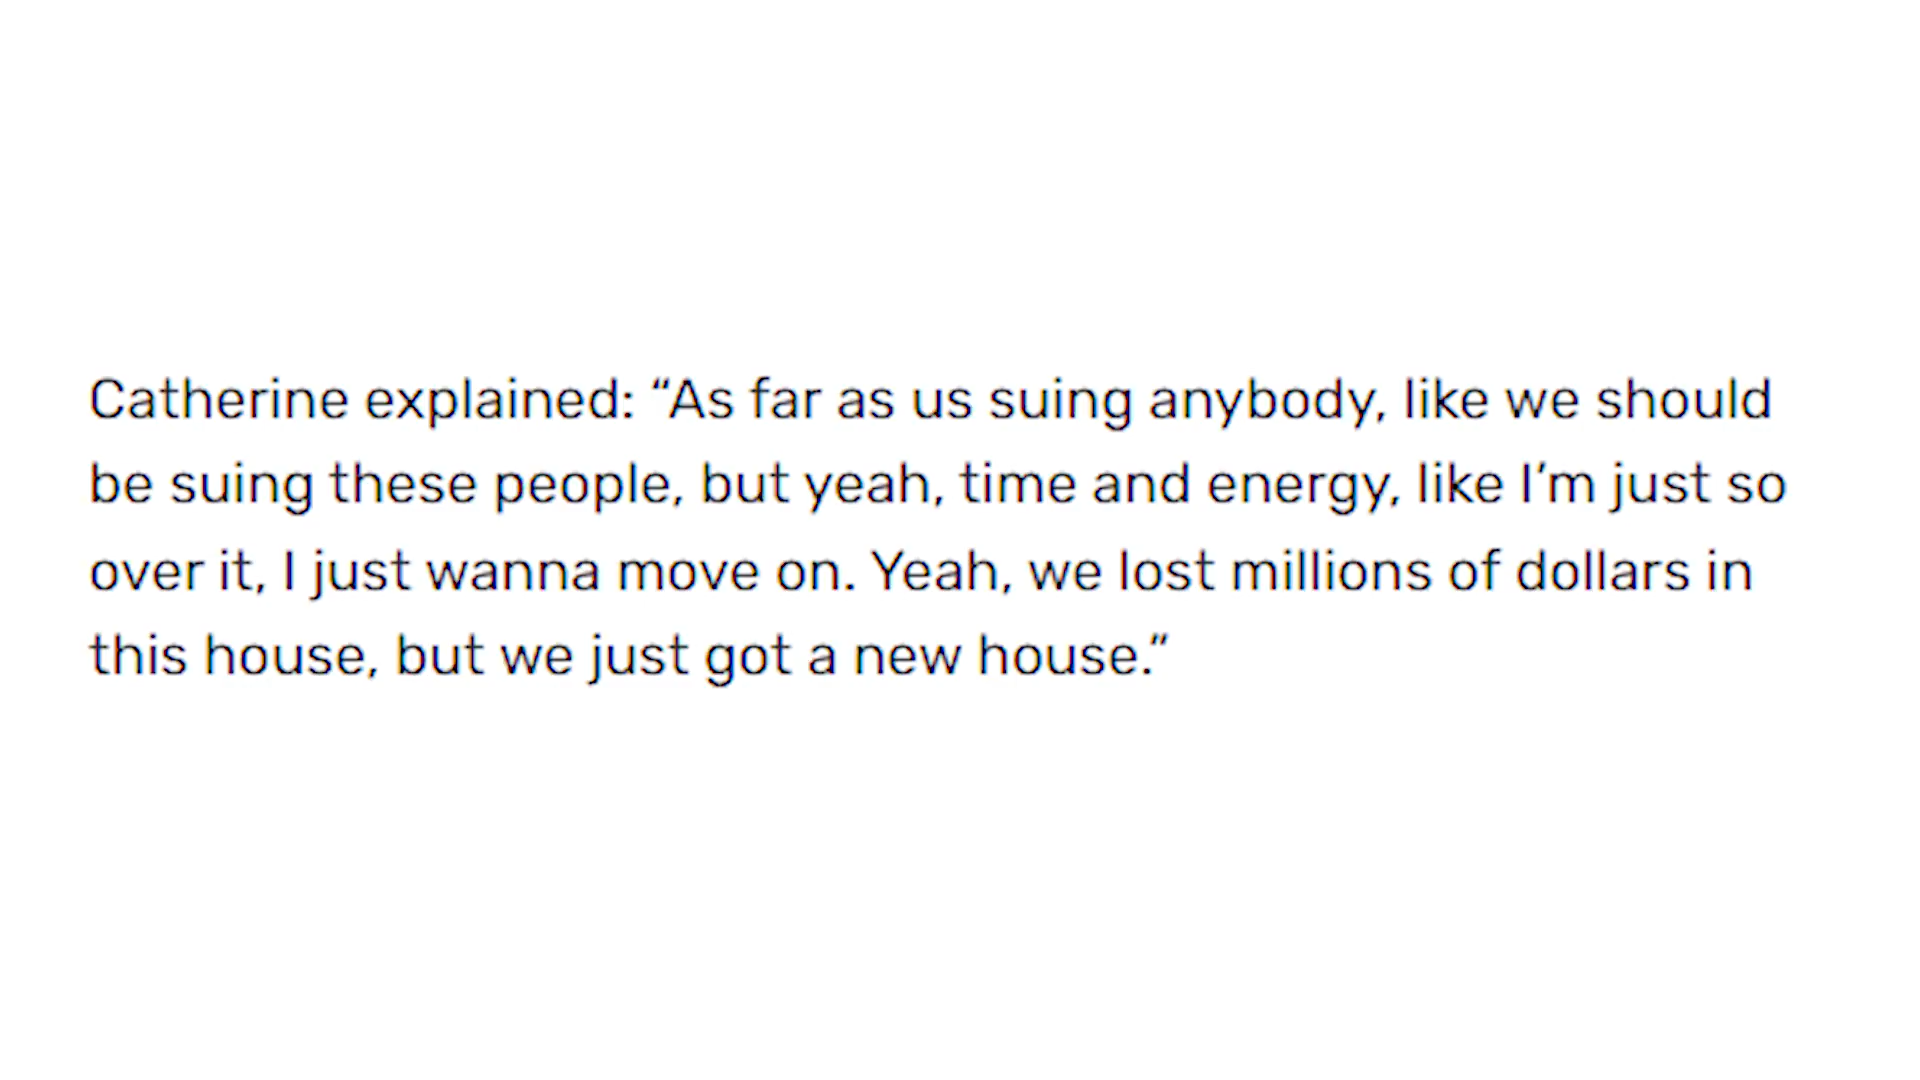 Catherine explained: “As far as us suing anybody, like we should
be suing these people, but yeah, time and energy, like I’m just so
over it, I just wanna move on. Yeah, we lost millions of dollars in
this house, but we just got a new house.”